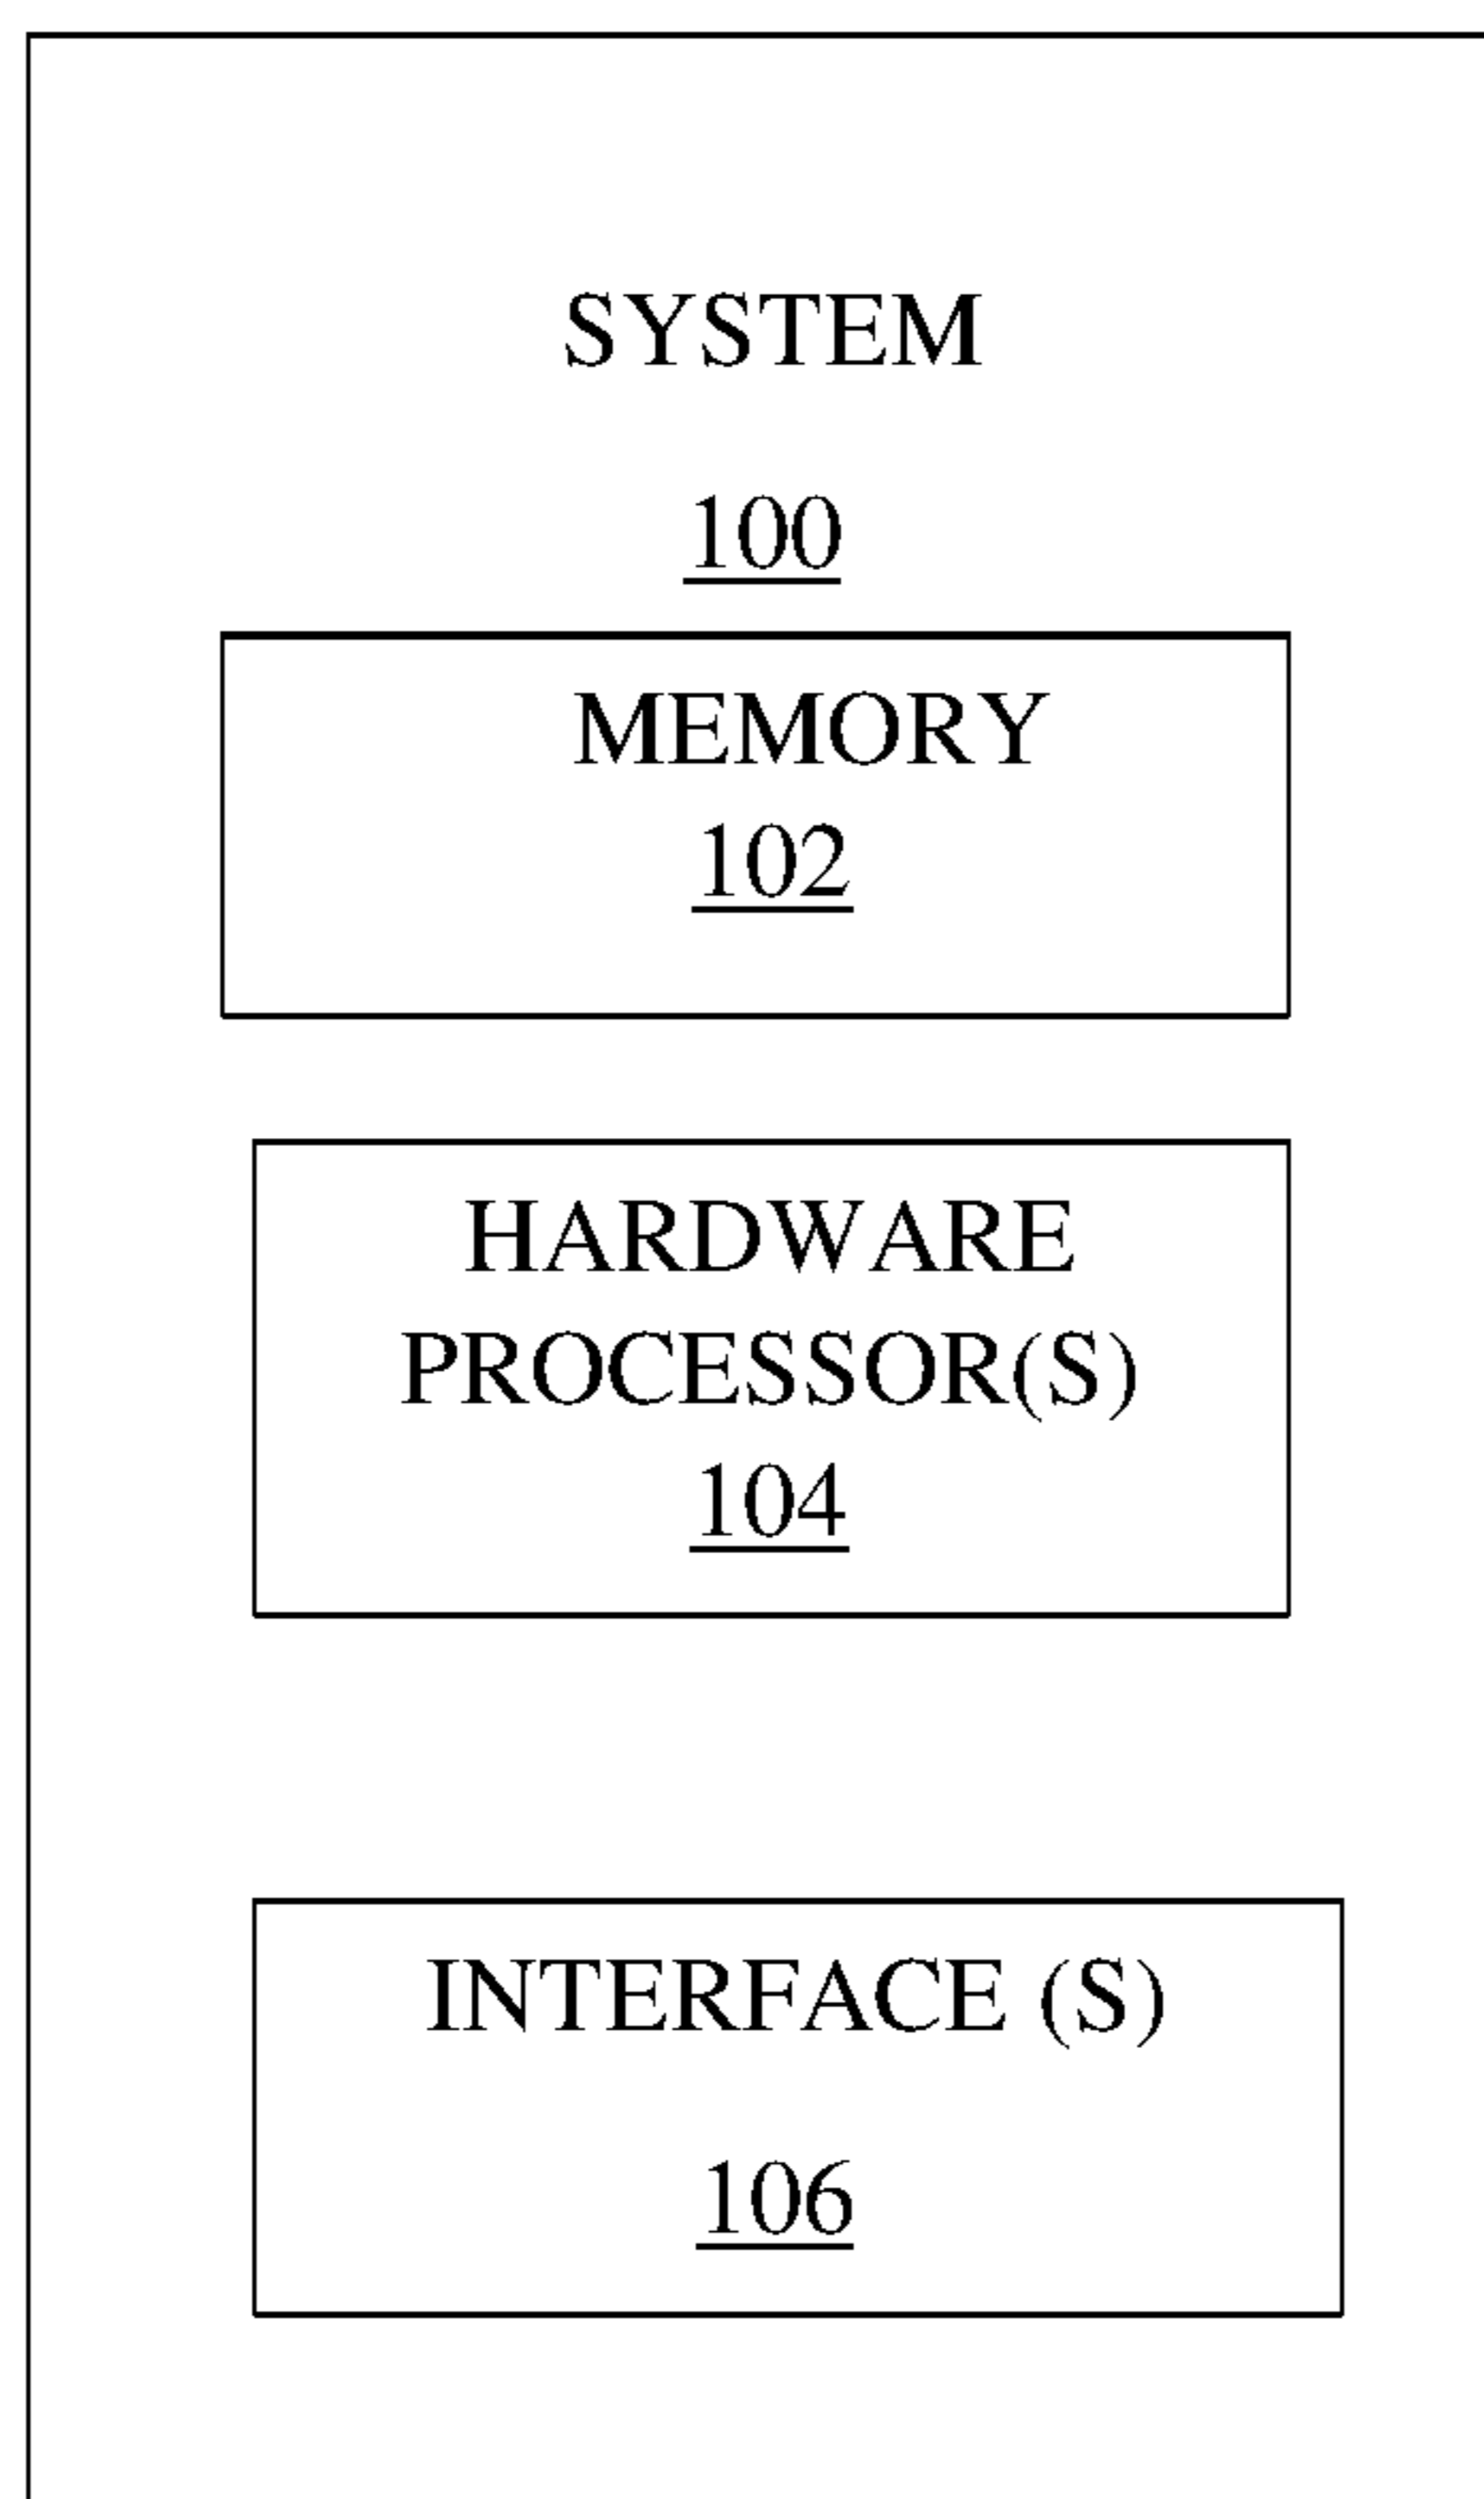 SYSTEM
100
MEMORY
102
HARDWARE
PROCESSOR(S)
104
INTERFACE (S)
106